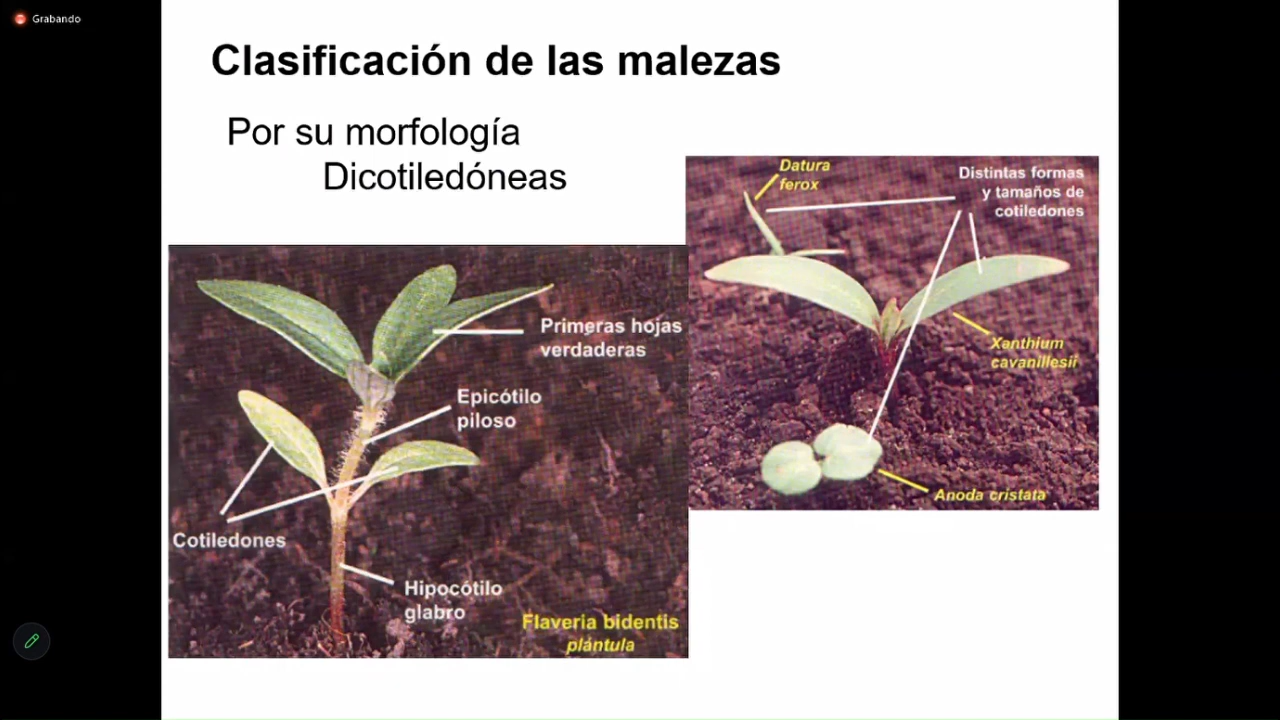 Grabando
Clasificación de las malezas
Por su morfología
Dicotiledóneas
Primeras hojas
verdaderas
Epicótilo
piloso
Cotiledones
Hipocótilo
glabro
Flaveria bidentis
plántula
Datura
ferox
Distintas formas
y tamaños de
cotiledones
Xanthium
cavanillesii
Anoda cristata